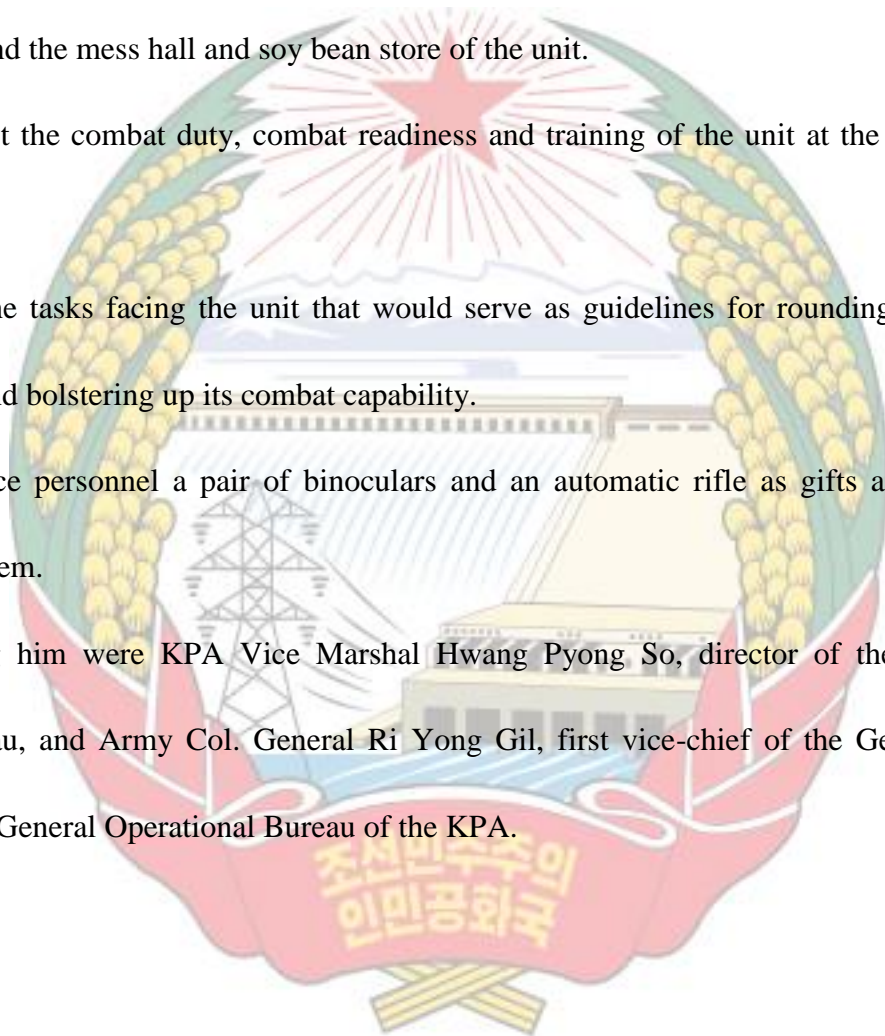 nd the mess hall and soy bean store of the unit.
t the combat duty, combat readiness and training of the unit at the
ne tasks facing the unit that would serve as guidelines for rounding
nd bolstering up its combat capability.
ce personnel a pair of binoculars and an automatic rifle as gifts a
em.
him were KPA Vice Marshal Hwang Pyong So, director of the
au, and Army Col. General Ri Yong Gil, first vice-chief of the Ge
General Operational Bureau of the KPA.
조선민주주의
인민공화국